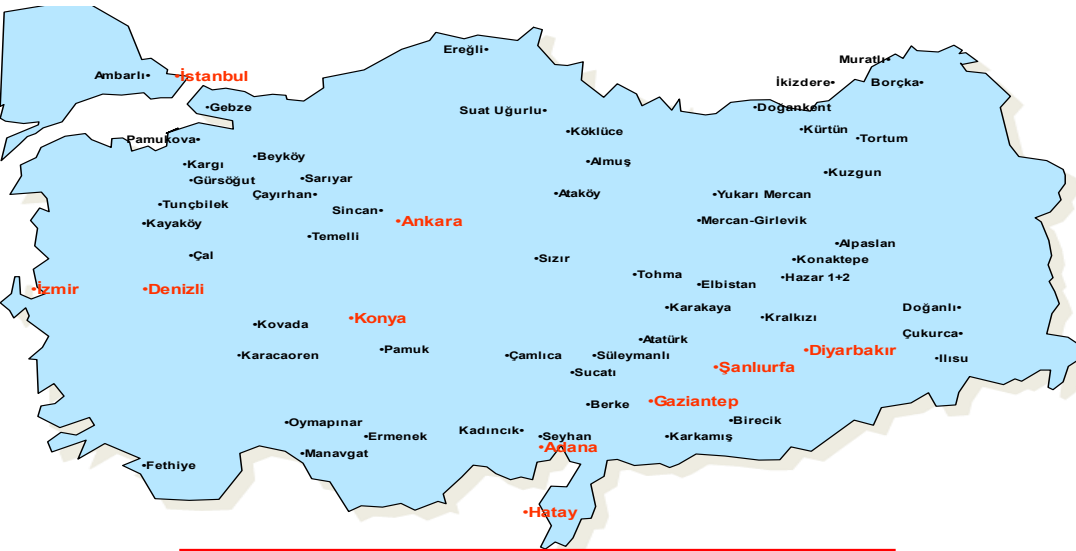 Ereğli•
Muratlı•
Ambarlı•
•İstanbul
İkizdere•
Borçka•
•Gebze
Suat Uğurlu•
•Doğankent
•Köklüce
•Kürtün
•Tortum
Pamukova•
•Beyköy
•Almuş
•Kargı
•Kuzgun
•Gürsöğut
•Sarıyar
Çayırhan•
•Ataköy
•Yukarı Mercan
•Tunçbilek
Sincan•
•Ankara
•Mercan-Girlevik
•Kayaköy
•Temelli
•Alpaslan
•Çal
•Sızır
•Konaktepe
•Tohma
•Hazar 1+2
•Elbistan
•İzmir
•Denizli
•Karakaya
Doğanlı•
•Konya
•Kralkızı
•Kovada
Çukurca•
•Atatürk
•Pamuk
•Diyarbakır
•Karacaoren
•Çamlıca
•Süleymanlı
•Ilısu
•Sucatı
•Şanlıurfa
•Berke
•Gaziantep
•Oymapınar
•Birecik
Kadıncık•
•Ermenek
•Seyhan
•Karkamış
•Adana
•Manavgat
•Fethiye
•Hatay